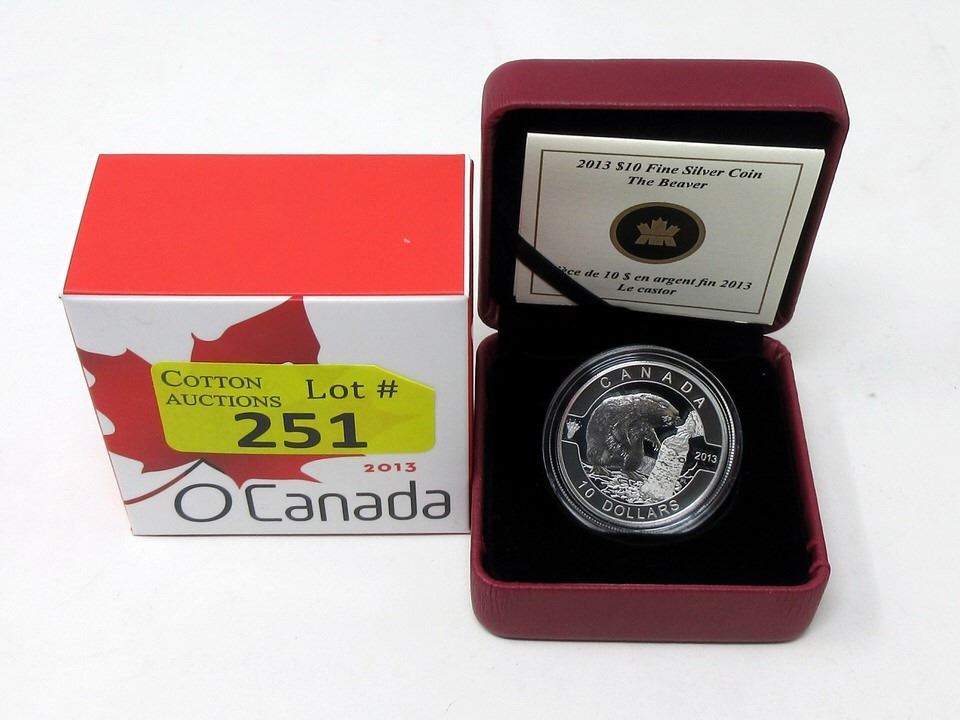 COTTON
AUCTIONS
Lot #
251
2013
O Canada
2013 $10 Fine Silver Coin
The Beaver
de 10 $ en argent fin 2013
Le castor
CANADA
2013
10 DOLLARS